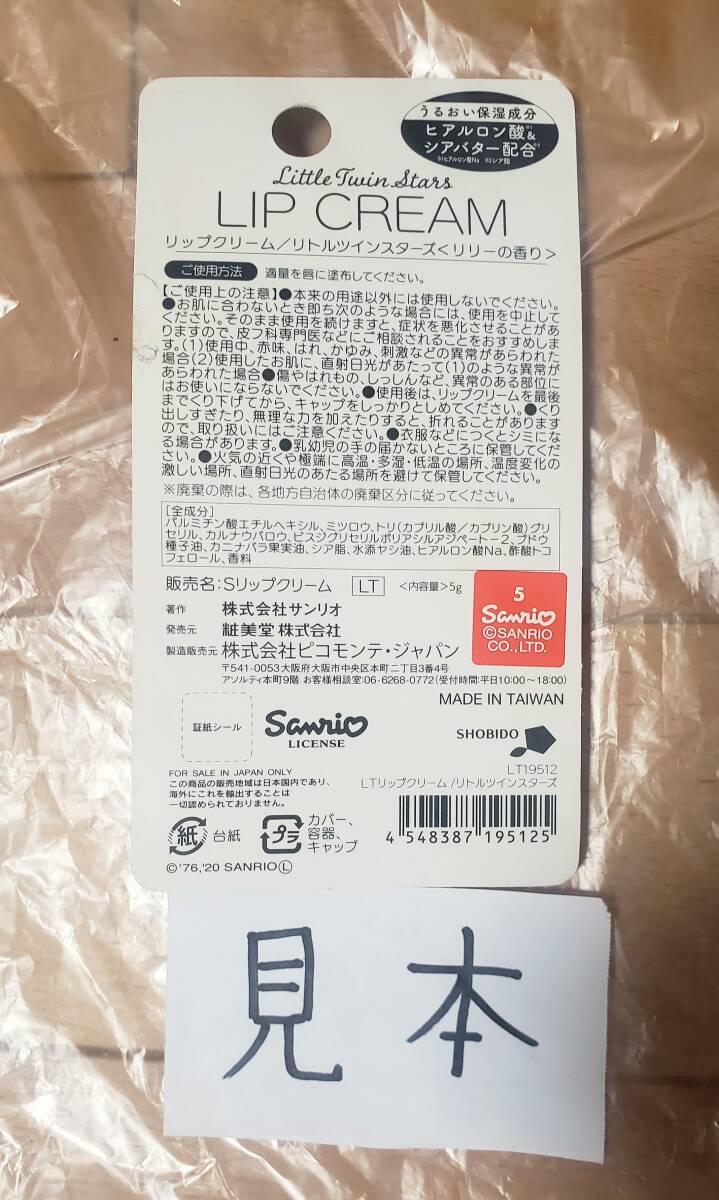 うるおい保湿成分
ヒアルロン酸※1&
シアバター配合※2
※1ヒアルロン酸Na ※2シア脂
Little Twin Stars
LIP CREAM
リップクリーム／リトルツインスターズ＜リリーの香り＞
ご使用方法 適量を唇に塗布してください。
【ご使用上の注意】●本来の用途以外には使用しないでください。
●お肌に合わないとき即ち次のような場合には、使用を中止して
ください。そのまま使用を続けますと、症状を悪化させることがあ
りますので、皮フ科専門医などにご相談されることをおすすめしま
す。(1)使用中、赤味、はれ、かゆみ、刺激などの異常があらわれた
場合(2)使用したお肌に、直射日光があたって(1)のような異常が
あらわれた場合●傷やはれもの、しっしんなど、異常のある部位に
はお使いにならないでください。●使用後は、リップクリームを最後
まで くり下げてから、キャップをしっかりとしめてください。●くり
出しすぎたり、無理な力を加えたりすると、折れることがあります
ので、取り扱いにはご注意ください。●衣服などにつくとシミにな
る場合があります。●乳幼児の手の届かないところに保管してくださ
い。●火気の近くや極端に高温・多湿・低温の場所、温度変化の
激しい場所、直射日光のあたる場所を避けて保管してください。
※廃棄の際は、各地方自治体の廃棄区分に従ってください。
[全成分]
パルミチン酸エチルヘキシル、ミツロウ、トリ(カプリル酸／カプリン酸)グリ
セリル、カルナウバロウ、ビスジグリセリルポリアシルアジペート-2、ブドウ
種子油、カニナバラ果実油、シア脂、水添ヤシ油、ヒアルロン酸Na、酢酸トコ
フェロール、香料
販売名:Sリップクリーム LT ＜内容量＞5g
著作 株式会社サンリオ
発売元 粧美堂 株式会社
製造販売元 株式会社ピコモンテ・ジャパン
〒541-0053大阪府大阪市中央区本町二丁目3番4号
アソルティ本町9階 お客様相談室:06-6268-0772(受付時間:平日10:00～18:00)
5
Sanrio
©SANRIO
CO.,LTD.
MADE IN TAIWAN
証紙シール
Sanrio
LICENSE
SHOBIDO
LT19512
LTリップクリーム /リトルツインスターズ
FOR SALE IN JAPAN ONLY
この商品の販売地域は日本国内であり、
海外にこれを輸出することは
一切認められておりません。
紙 台紙
プラ カバー、
容器、
キャップ
4 548387 195125
©'76,'20 SANRIO Ⓛ
見本